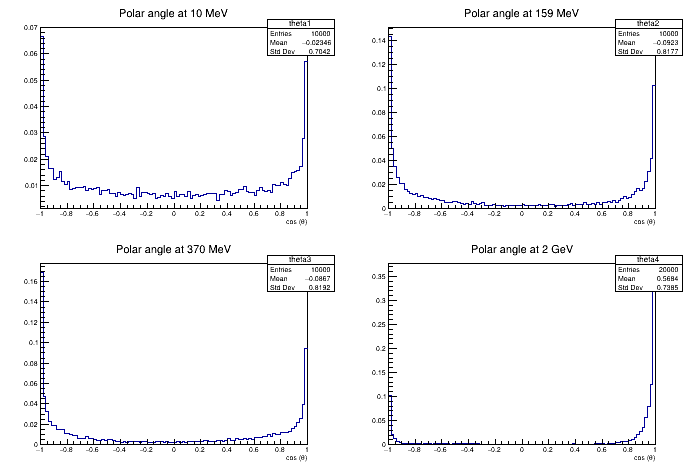 Polar angle at 10 MeV
theta1
Entries 10000
Mean −0.02346
Std Dev 0.7042
0.07
0.06
0.05
0.04
0.03
0.02
0.01
−1 −0.8 −0.6 −0.4 −0.2 0 0.2 0.4 0.6 0.8 1
cos (θ)
Polar angle at 159 MeV
theta2
Entries 10000
Mean −0.0923
Std Dev 0.8177
0.14
0.12
0.1
0.08
0.06
0.04
0.02
0
−1 −0.8 −0.6 −0.4 −0.2 0 0.2 0.4 0.6 0.8 1
cos (θ)
Polar angle at 370 MeV
theta3
Entries 10000
Mean −0.0867
Std Dev 0.8192
0.16
0.14
0.12
0.1
0.08
0.06
0.04
0.02
0
−1 −0.8 −0.6 −0.4 −0.2 0 0.2 0.4 0.6 0.8 1
cos (θ)
Polar angle at 2 GeV
theta4
Entries 20000
Mean 0.5684
Std Dev 0.7385
0.35
0.3
0.25
0.2
0.15
0.1
0.05
0
−1 −0.8 −0.6 −0.4 −0.2 0 0.2 0.4 0.6 0.8 1
cos (θ)